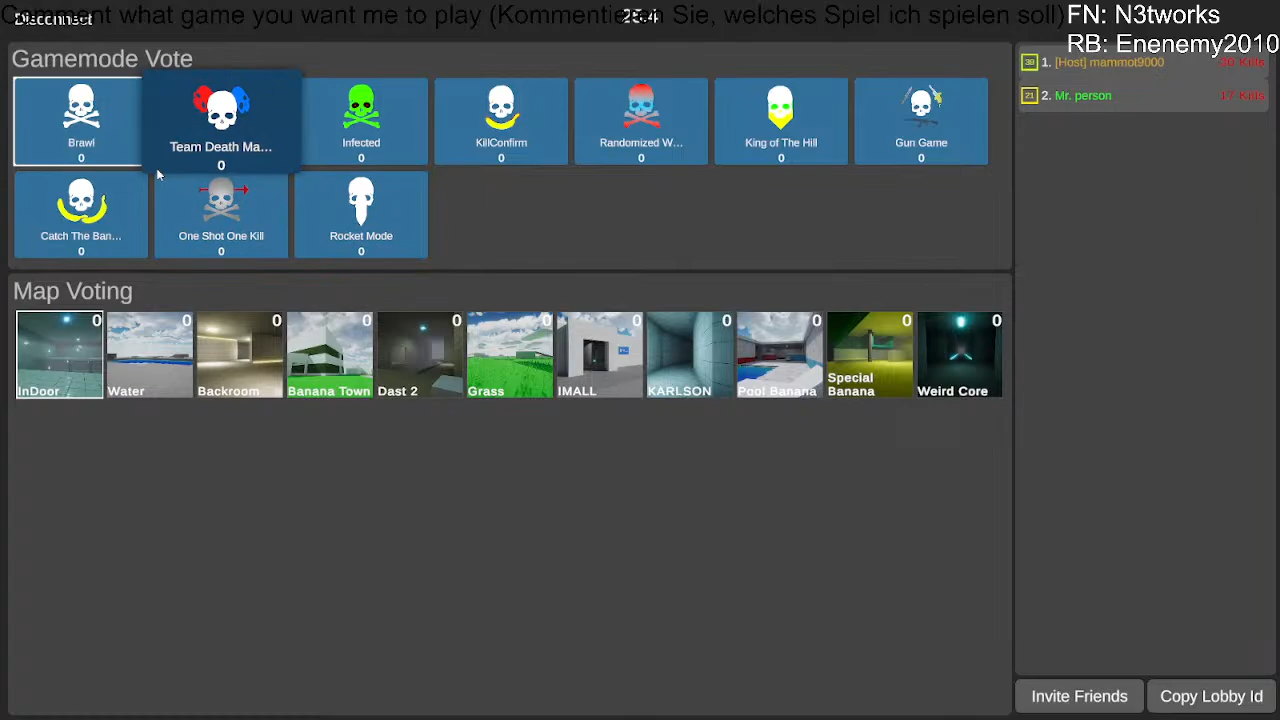 Disconnect
Comment what game you want me to play (Kommentieren Sie, welches Spiel ich spielen soll)
25.4
FN: N3tworks
RB: Enenemy2010
Gamemode Vote
Brawl
0
Team Death Ma...
0
Infected
0
KillConfirm
0
Randomized W...
0
King of The Hill
0
Gun Game
0
Catch The Ban...
0
One Shot One Kill
0
Rocket Mode
0
Map Voting
0
InDoor
0
Water
0
Backroom
0
Banana Town
0
Dast 2
0
Grass
0
IMALL
0
KARLSON
0
Pool Banana
0
Special
Banana
0
Weird Core
1. [Host] mammot9000
30 Kills
21
2. Mr. person
17 Kills
Invite Friends
Copy Lobby Id